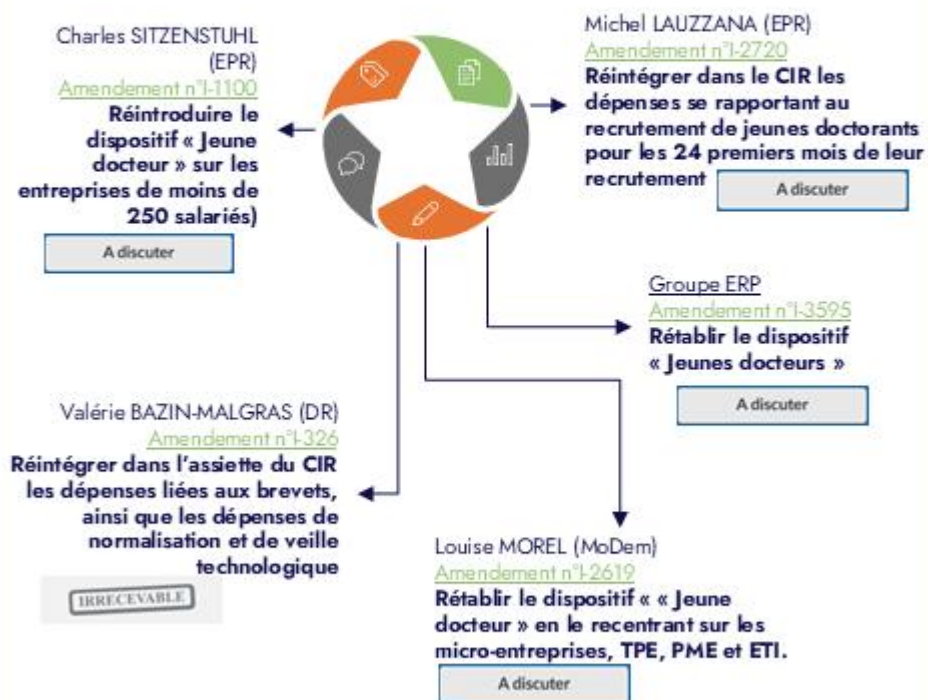 Charles SITZENSTUHL
(EPR)
Amendement n°I-1100
Réintroduire le
dispositif « Jeune
docteur » sur les
entreprises de moins de
250 salariés)
A discuter
Michel LAUZZANA (EPR)
Amendement n°I-2720
Réintégrer dans le CIR les
dépenses se rapportant au
recrutement de jeunes doctorants
pour les 24 premiers mois de leur
recrutement
A discuter
Groupe ERP
Amendement n°I-3595
Rétablir le dispositif
« Jeunes docteurs »
A discuter
Valérie BAZIN-MALGRAS (DR)
Amendement n°I-326
Réintégrer dans l'assiette du CIR
les dépenses liées aux brevets,
ainsi que les dépenses de
normalisation et de veille
technologique
IRRECEVABLE
Louise MOREL (MoDem)
Amendement n°I-2619
Rétablir le dispositif « « Jeune
docteur » en le recentrant sur les
micro-entreprises, TPE, PME et ETI.
A discuter